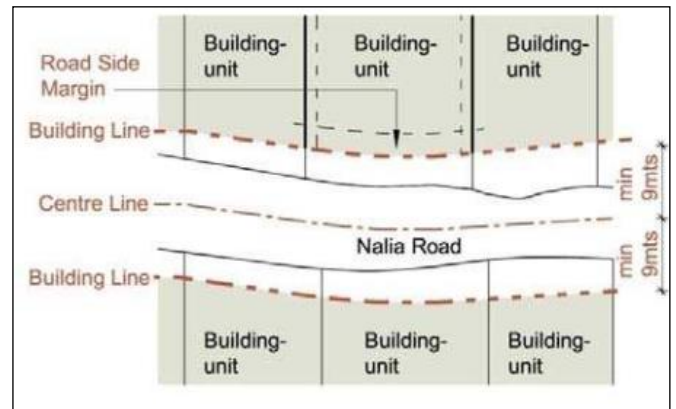 Building-
unit
Building-
unit
Building-
unit
Road Side
Margin
Building Line
min
9mts
Centre Line
Nalia Road
min
9mts
Building Line
Building-
unit
Building-
unit
Building-
unit